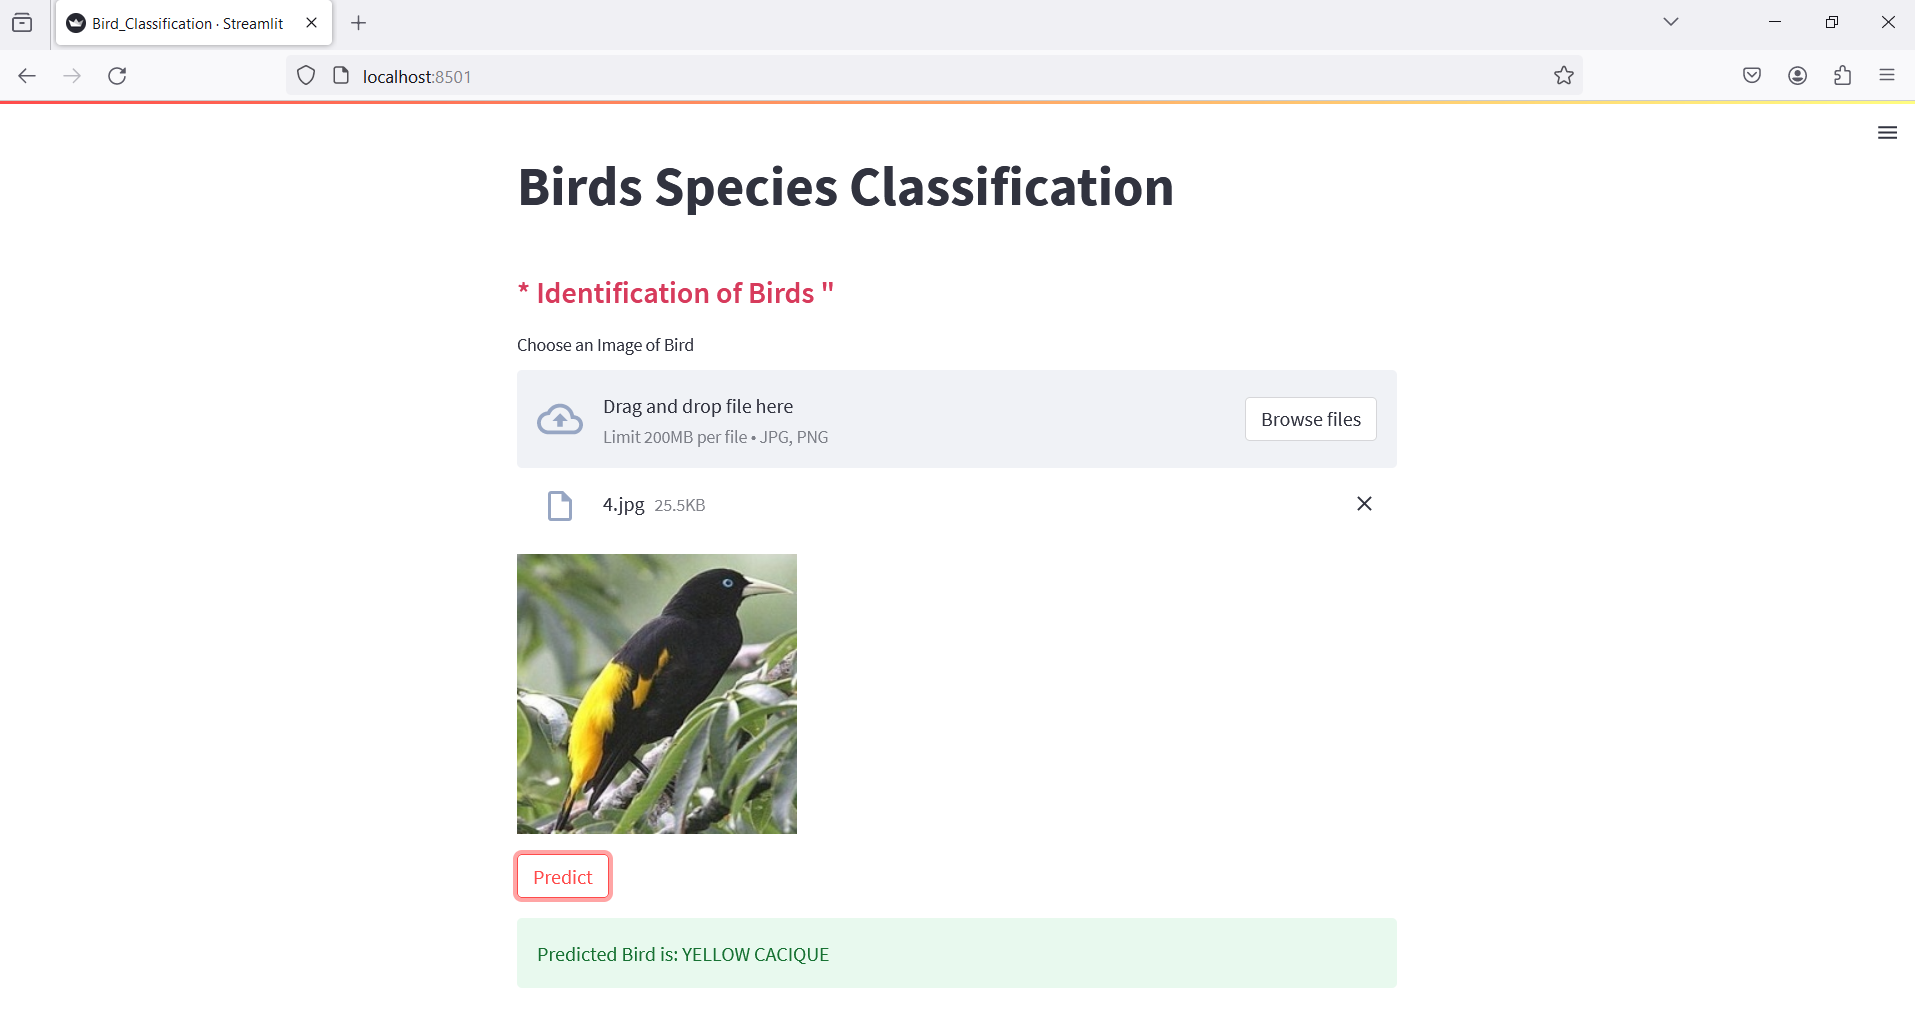 Bird_Classification · Streamlit
localhost:8501
Birds Species Classification
* Identification of Birds "
Choose an Image of Bird
Drag and drop file here
Limit 200MB per file • JPG, PNG
Browse files
4.jpg 25.5KB
Predict
Predicted Bird is: YELLOW CACIQUE